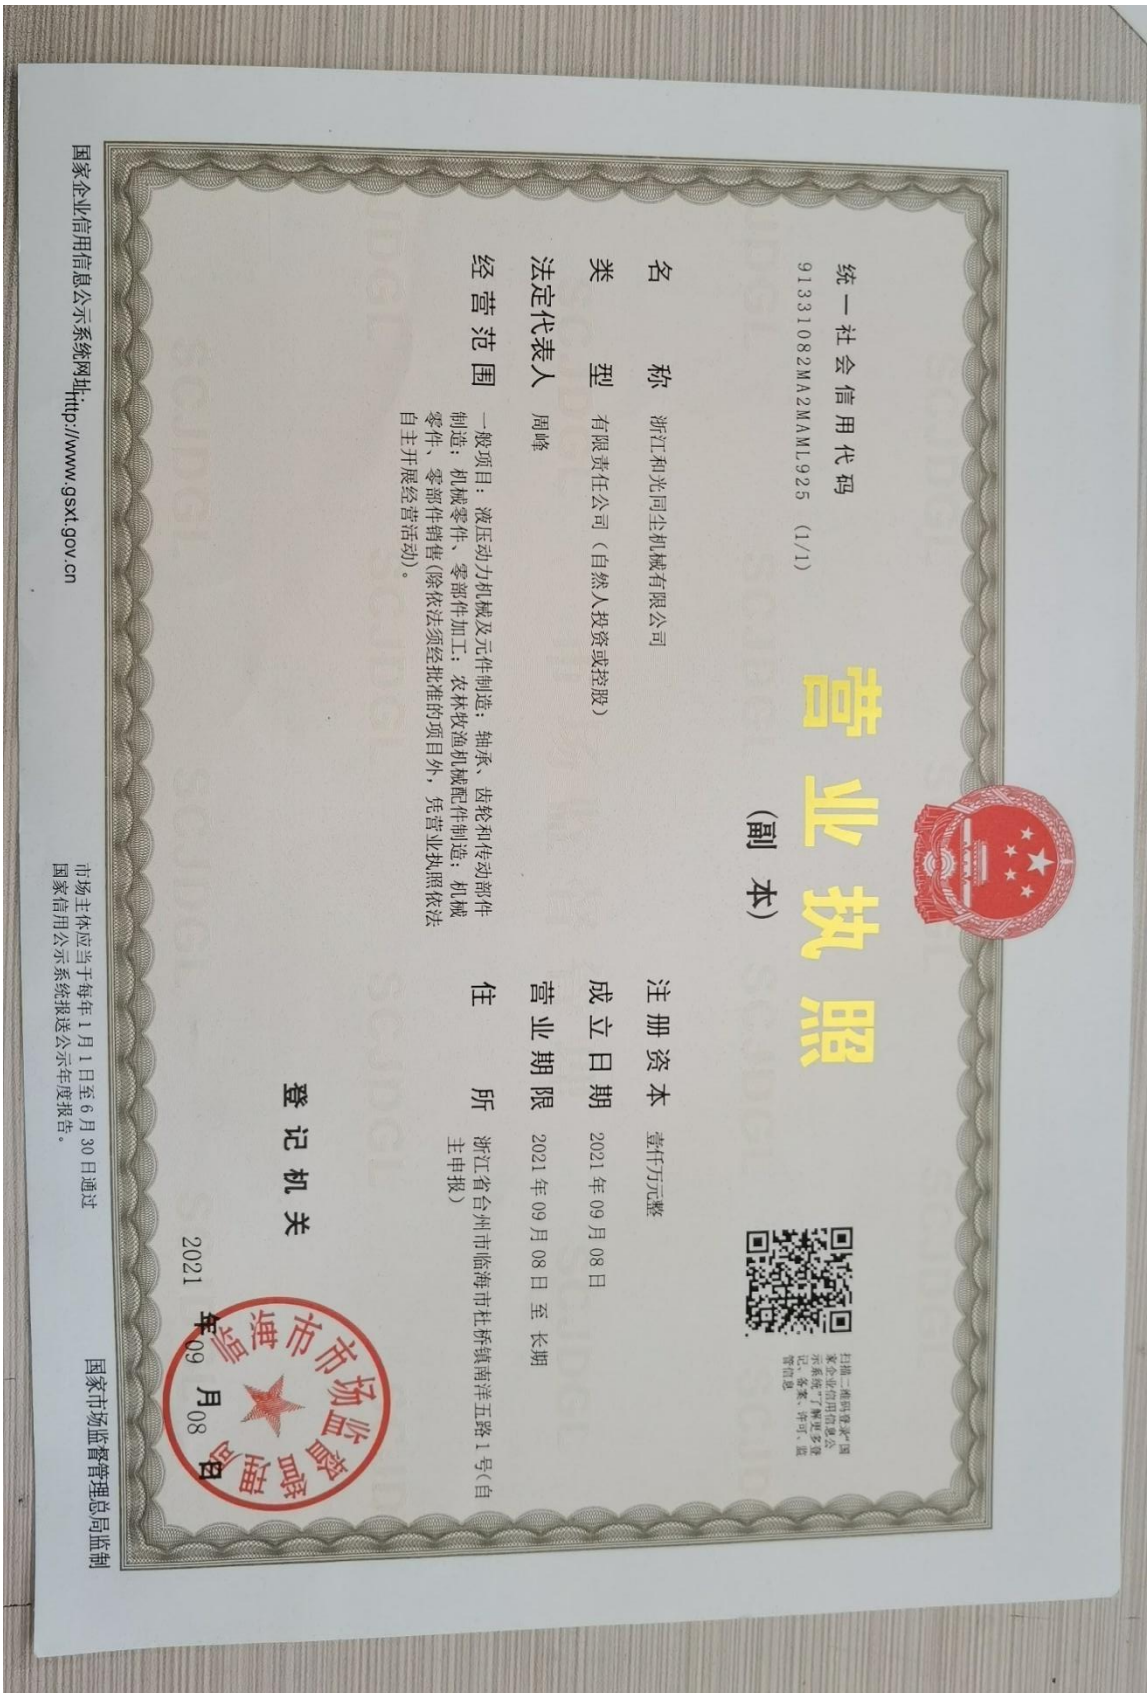 统一社会信用代码
91331082MA2MAML925 (1/1)
营业执照
(副 本)
扫描二维码登录“国
家企业信用信息公
示系统”了解更多登
记、备案、许可、监
管信息
名 称 浙江和光同尘机械有限公司
类 型 有限责任公司（自然人投资或控股）
法定代表人 周峰
经营范围 一般项目：液压动力机械及元件制造；轴承、齿轮和传动部件
制造；机械零件、零部件加工；农林牧渔机械配件制造；机械
零件、零部件销售(除依法须经批准的项目外，凭营业执照依法
自主开展经营活动)。
注册资本 壹仟万元整
成立日期 2021年09月08日
营业期限 2021年09月08日 至 长期
住 所 浙江省台州市临海市杜桥镇南洋五路1号(自
主申报)
登记机关
临海市市场监督管理局
2021 年 09 月 08 日
国家企业信用信息公示系统网址：http://www.gsxt.gov.cn
市场主体应当于每年1月1日至6月30日通过
国家信用公示系统报送公示年度报告。
国家市场监督管理总局监制